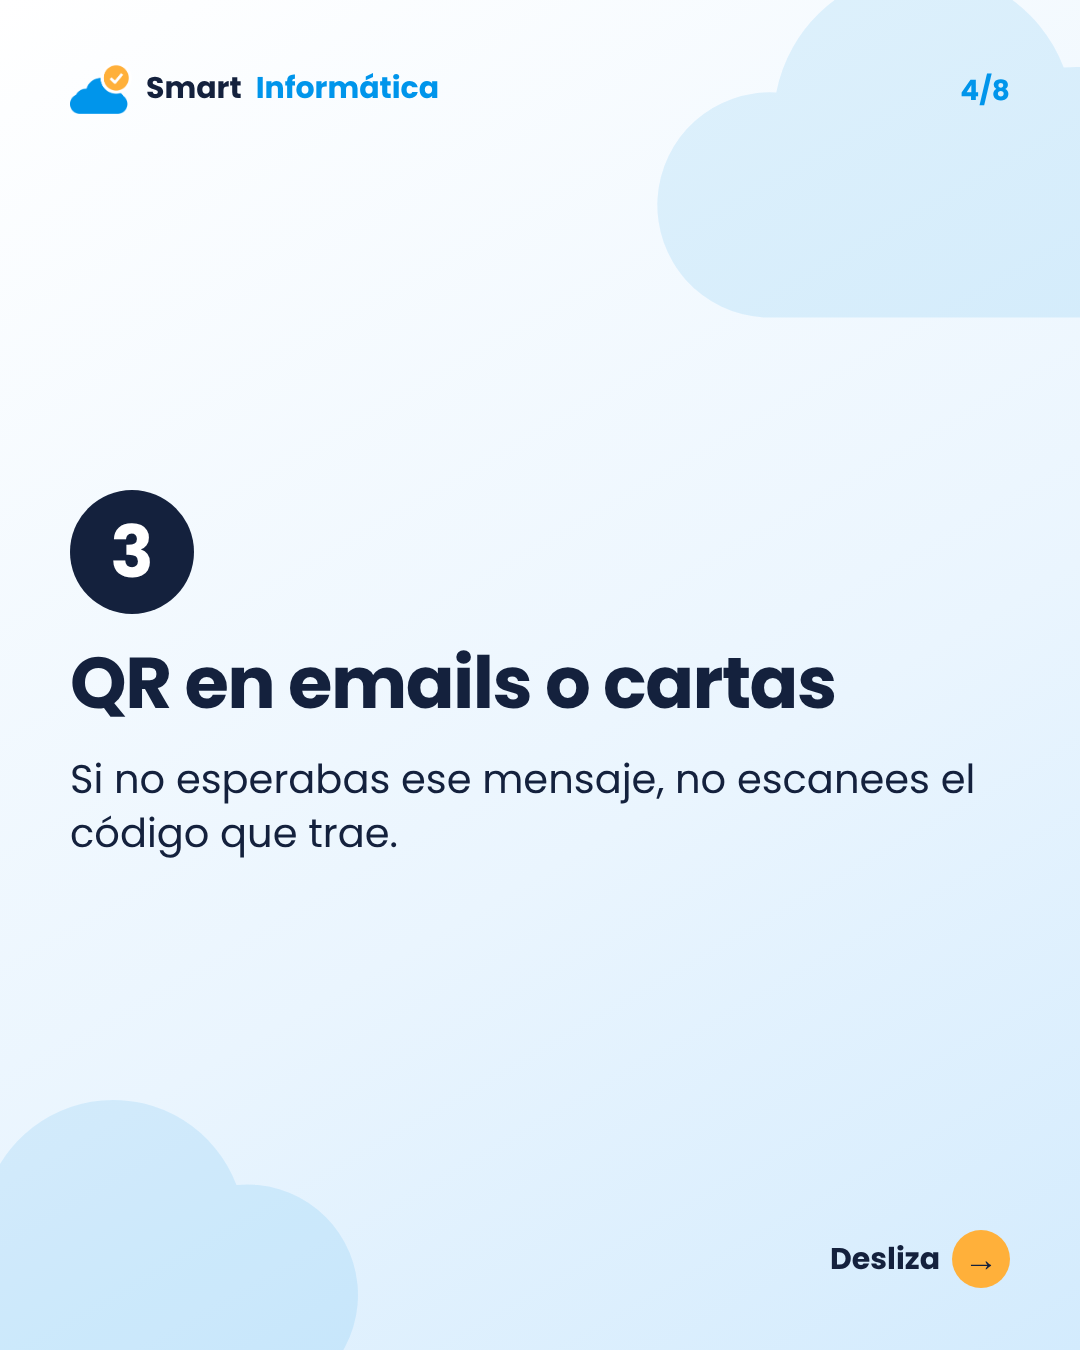 Smart Informática
4/8
3
QR en emails o cartas
Si no esperabas ese mensaje, no escanees el
código que trae.
Desliza →